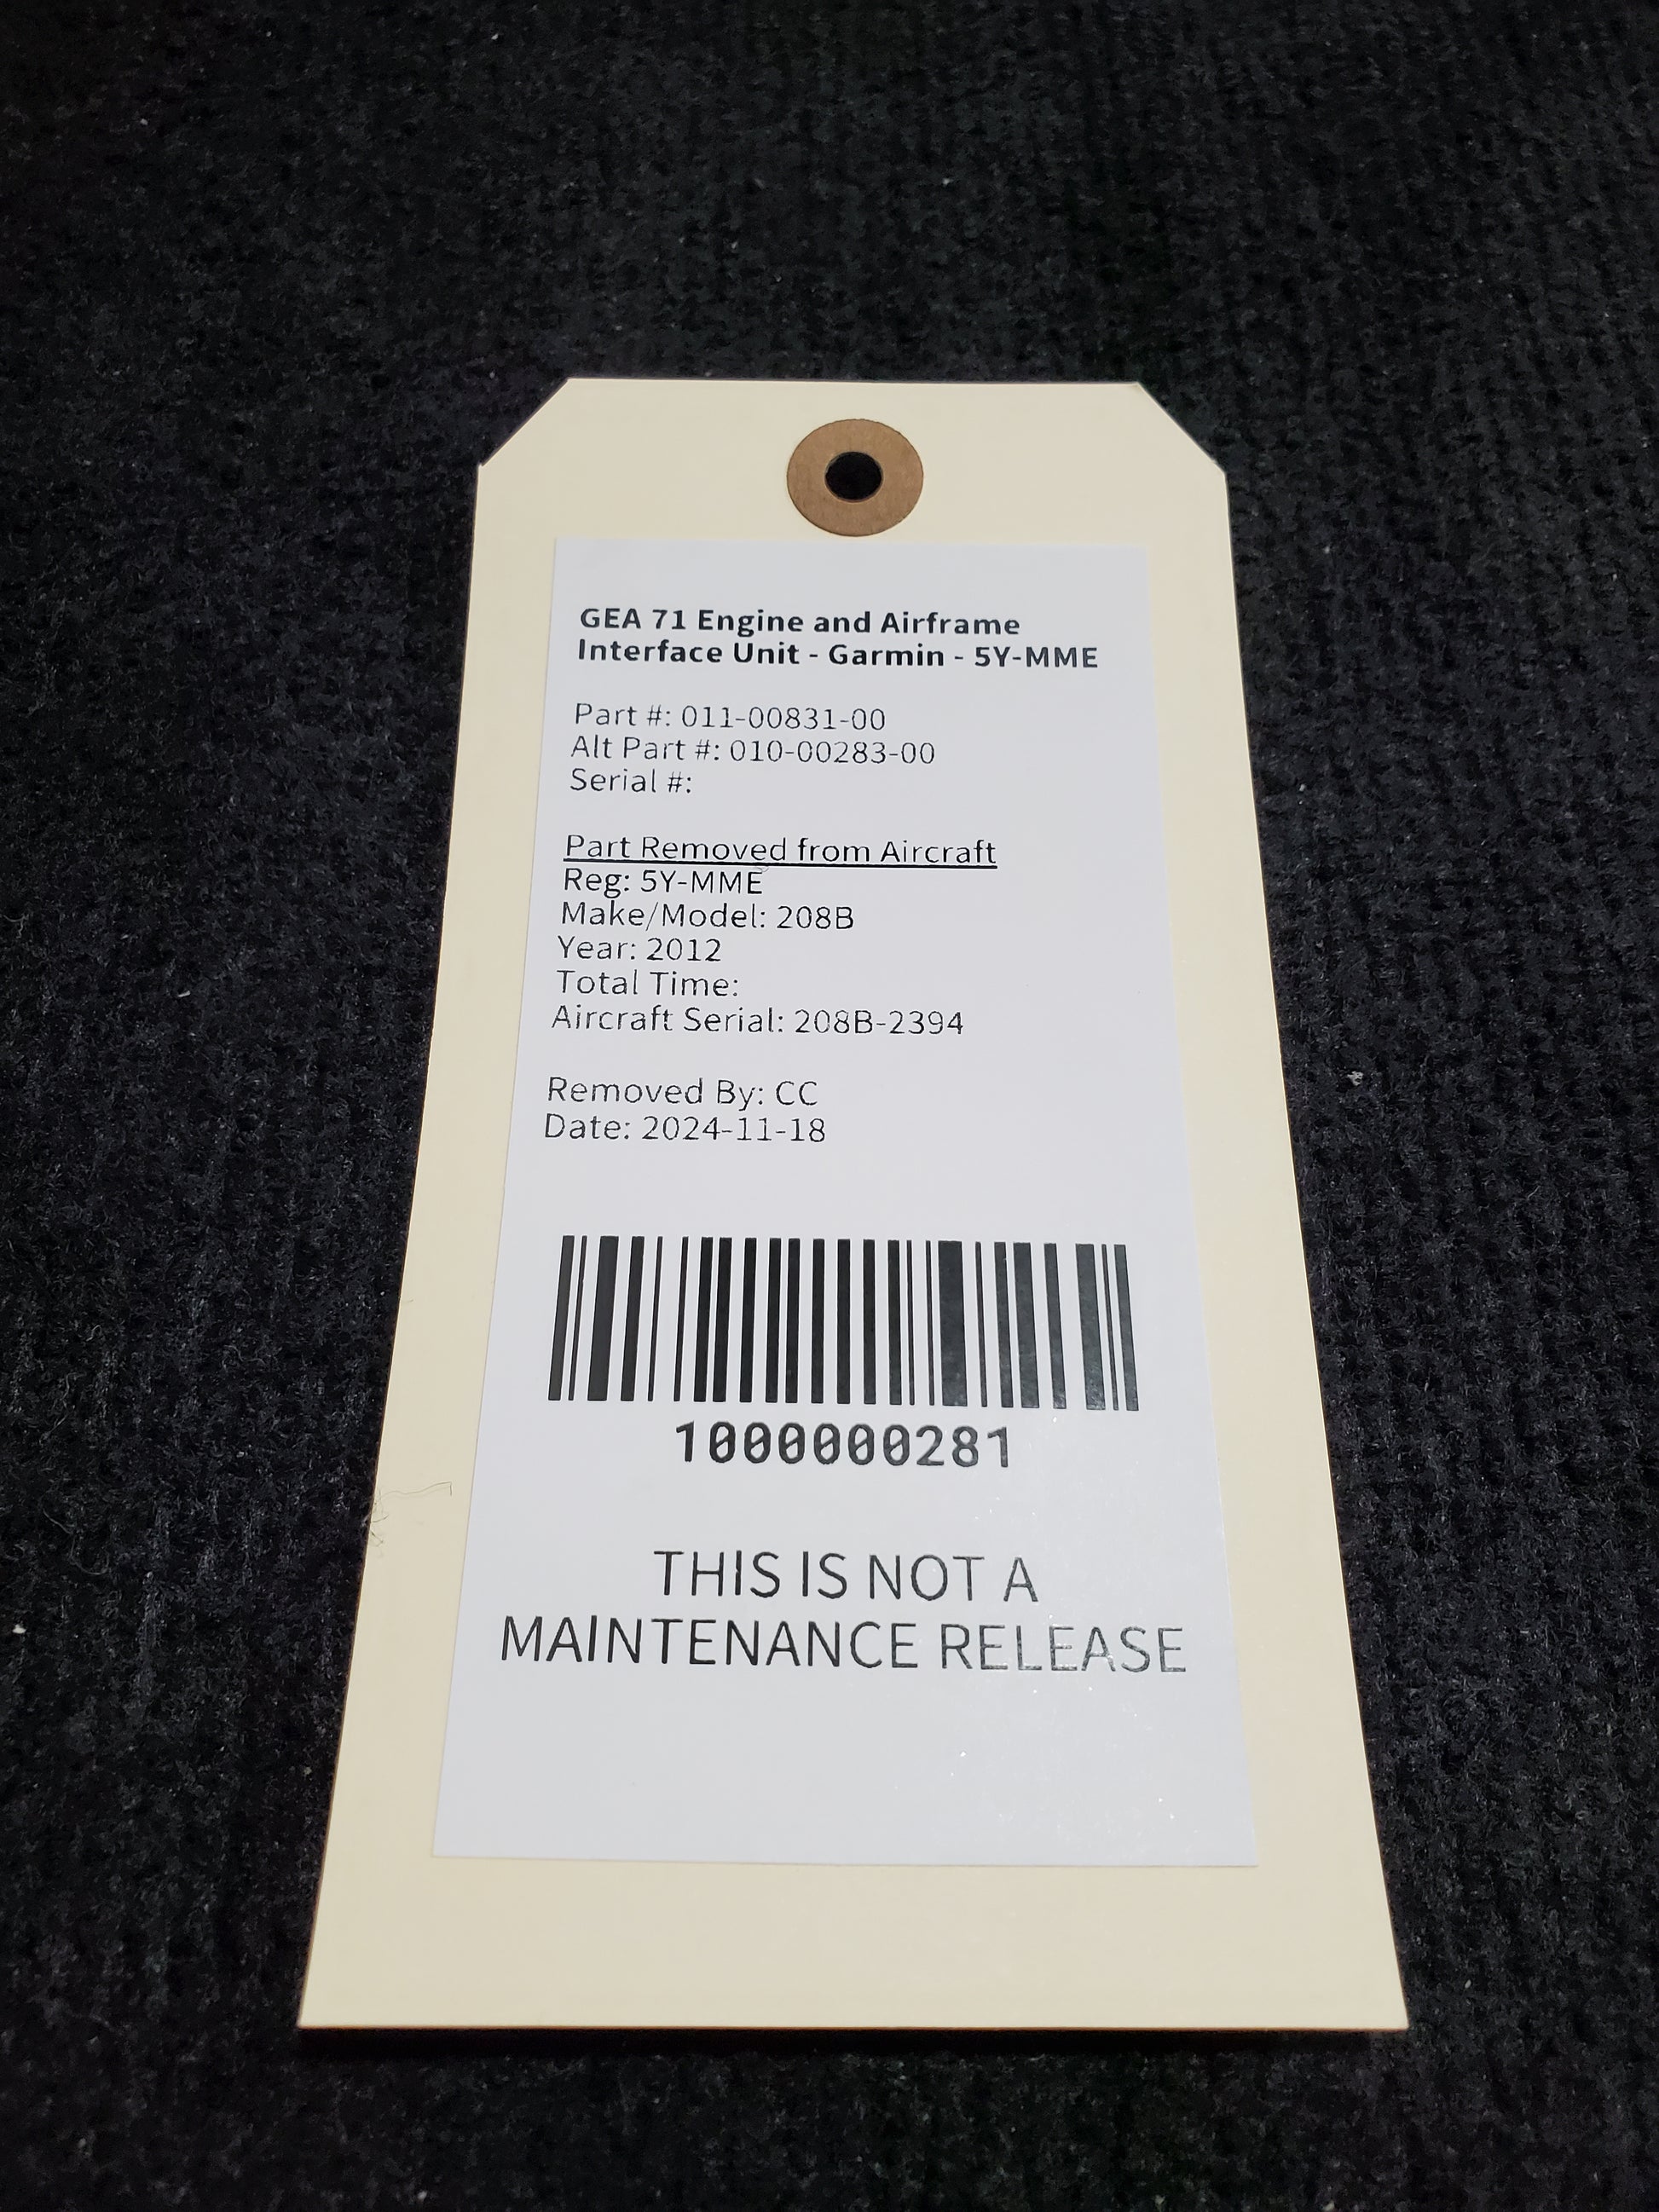 GEA 71 Engine and Airframe
Interface Unit - Garmin - 5Y-MME
Part #: 011-00831-00
Alt Part #: 010-00283-00
Serial #:
Part Removed from Aircraft
Reg: 5Y-MME
Make/Model: 208B
Year: 2012
Total Time:
Aircraft Serial: 208B-2394
Removed By: CC
Date: 2024-11-18
1000000281
THIS IS NOT A
MAINTENANCE RELEASE